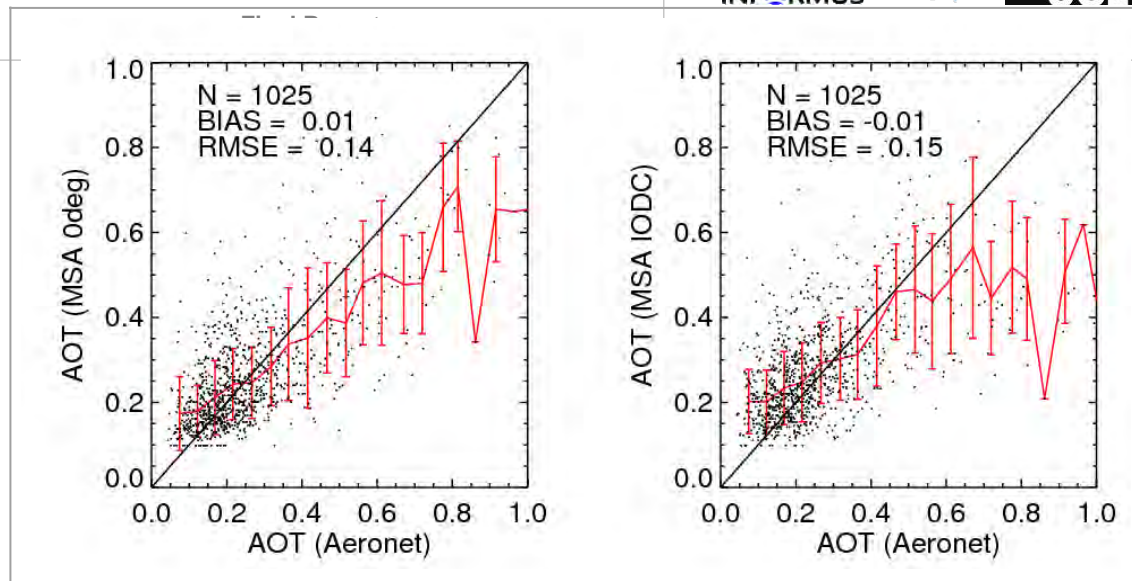 N = 1025
BIAS = 0.01
RMSE = 0.14
1.0
0.8
0.6
0.4
0.2
0.0
AOT (MSA 0deg)
0.0 0.2 0.4 0.6 0.8 1.0
AOT (Aeronet)
N = 1025
BIAS = -0.01
RMSE = 0.15
1.0
0.8
0.6
0.4
0.2
0.0
AOT (MSA IODC)
0.0 0.2 0.4 0.6 0.8 1.0
AOT (Aeronet)